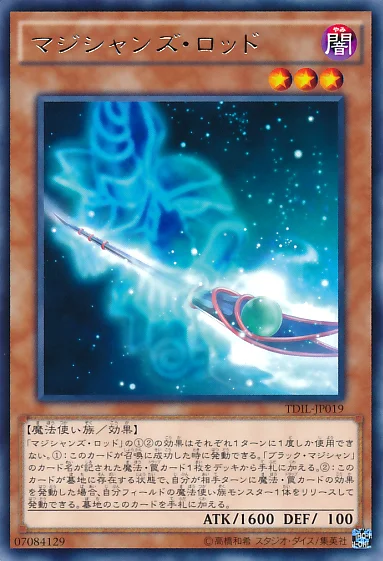 マジシャンズ・ロッド
闇
TDIL-JP019
【魔法使い族/効果】
「マジシャンズ・ロッド」の①②の効果はそれぞれ1ターンに1度しか使用でき
ない。①:このカードが召喚に成功した時に発動できる。「ブラック・マジシャン」
のカード名が記された魔法・罠カード1枚をデッキから手札に加える。②:この
カードが墓地に存在する状態で、自分が相手ターンに魔法・罠カードの効果
を発動した場合、自分フィールドの魔法使い族モンスター1体をリリースして
発動できる。墓地のこのカードを手札に加える。
ATK/1600 DEF/ 100
07084129
©高橋和希 スタジオ・ダイス/集英社